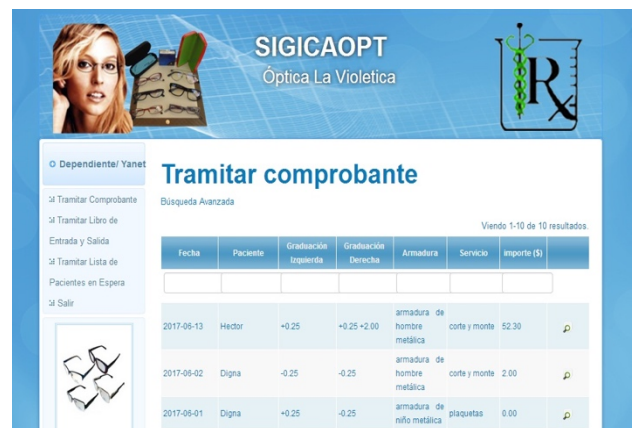 SIGICAOPT
Óptica La Violetica
Rx
Dependiente/ Yanet
Tramitar Comprobante
Tramitar Libro de
Entrada y Salida
Tramitar Lista de
Pacientes en Espera
Salir
Tramitar comprobante
Búsqueda Avanzada
Viendo 1-10 de 10 resultados.
Fecha Paciente Graduación Izquierda Graduación Derecha Armadura Servicio importe ($)
2017-06-13 Hector +0.25 +0.25 +2.00 armadura de hombre metálica corte y monte 52.30
2017-06-02 Digna -0.25 -0.25 armadura de hombre metálica corte y monte 2.00
2017-06-01 Digna +0.25 -0.25 armadura de niño metálica plaquetas 0.00